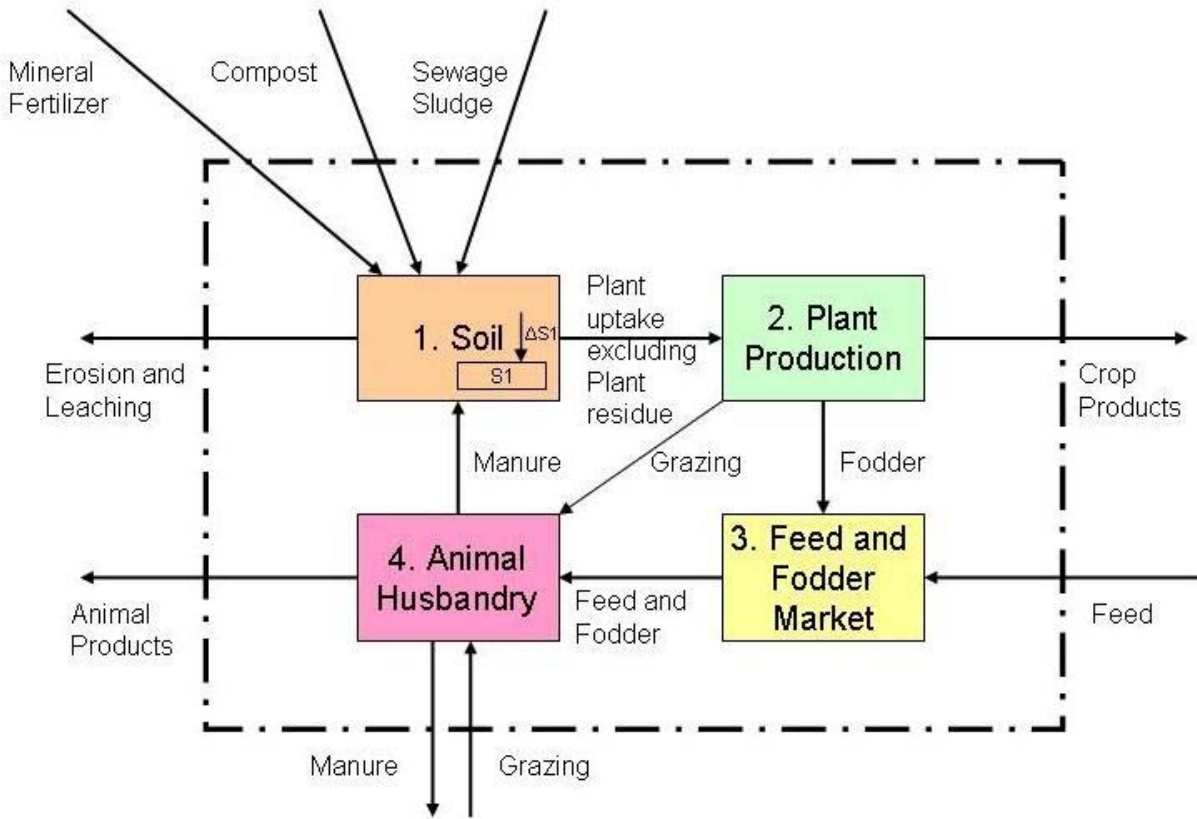 Mineral
Fertilizer
Compost
Sewage
Sludge
1. Soil
ΔS1
S1
Plant
uptake
excluding
Plant
residue
2. Plant
Production
Erosion and
Leaching
Crop
Products
Manure
Grazing
Fodder
4. Animal
Husbandry
3. Feed and
Fodder
Market
Animal
Products
Feed and
Fodder
Feed
Manure
Grazing